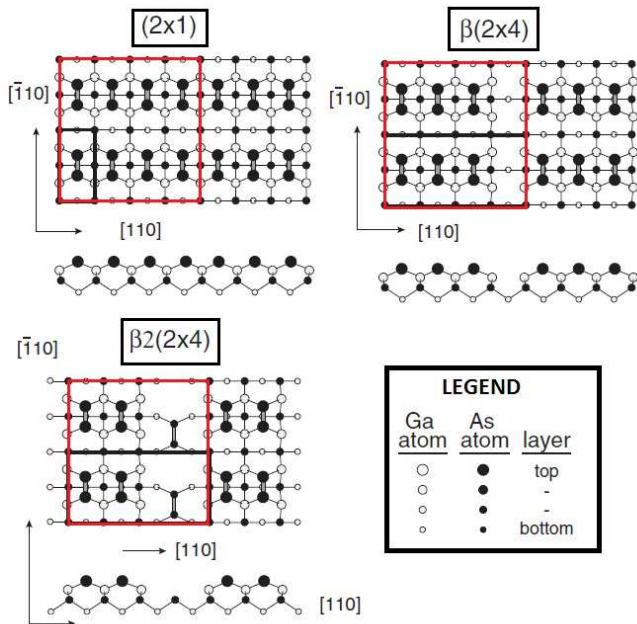 (2x1)
β(2x4)
[1̅10]
[1̅10]
[110]
[110]
β2(2x4)
[1̅10]
[110]
[110]
LEGEND
Ga atom As atom layer
top
-
-
bottom